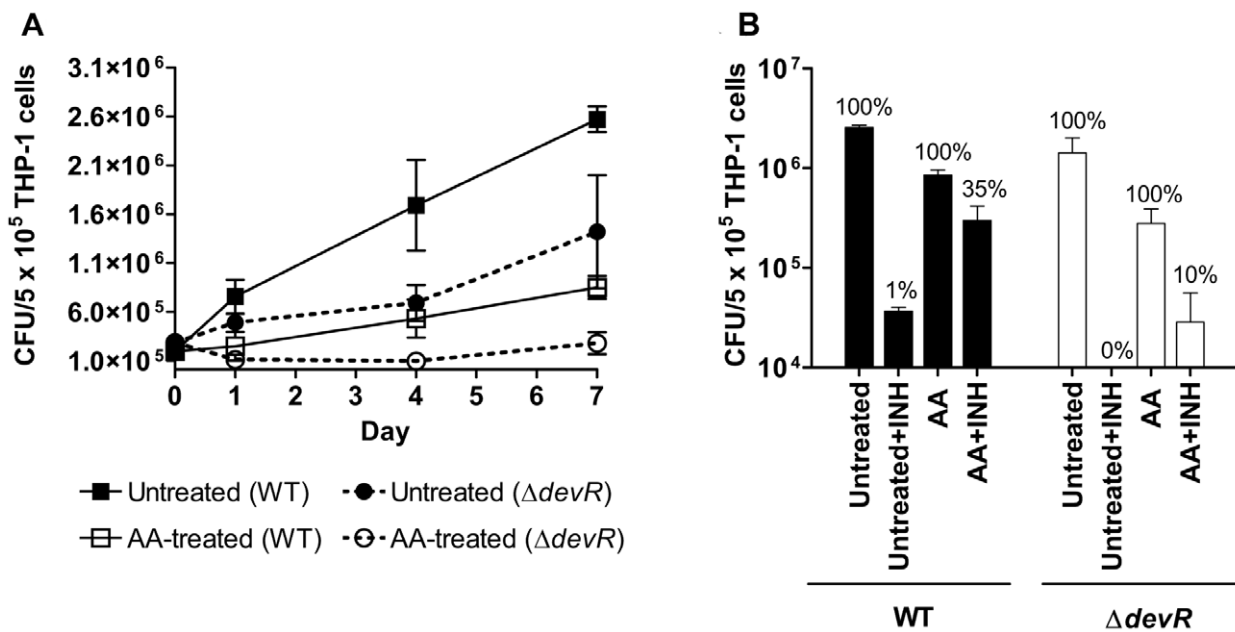 A
CFU/5 x 10⁵ THP-1 cells
3.1×10⁶
2.6×10⁶
2.1×10⁶
1.6×10⁶
1.1×10⁶
6.0×10⁵
1.0×10⁵
0 1 2 3 4 5 6 7
Day
Untreated (WT) Untreated (ΔdevR)
AA-treated (WT) AA-treated (ΔdevR)
B
CFU/5 x 10⁵ THP-1 cells
10⁷
10⁶
10⁵
10⁴
100% 1% 100% 35% 100% 0% 100% 10%
Untreated
Untreated+INH
AA
AA+INH
Untreated
Untreated+INH
AA
AA+INH
WT ΔdevR